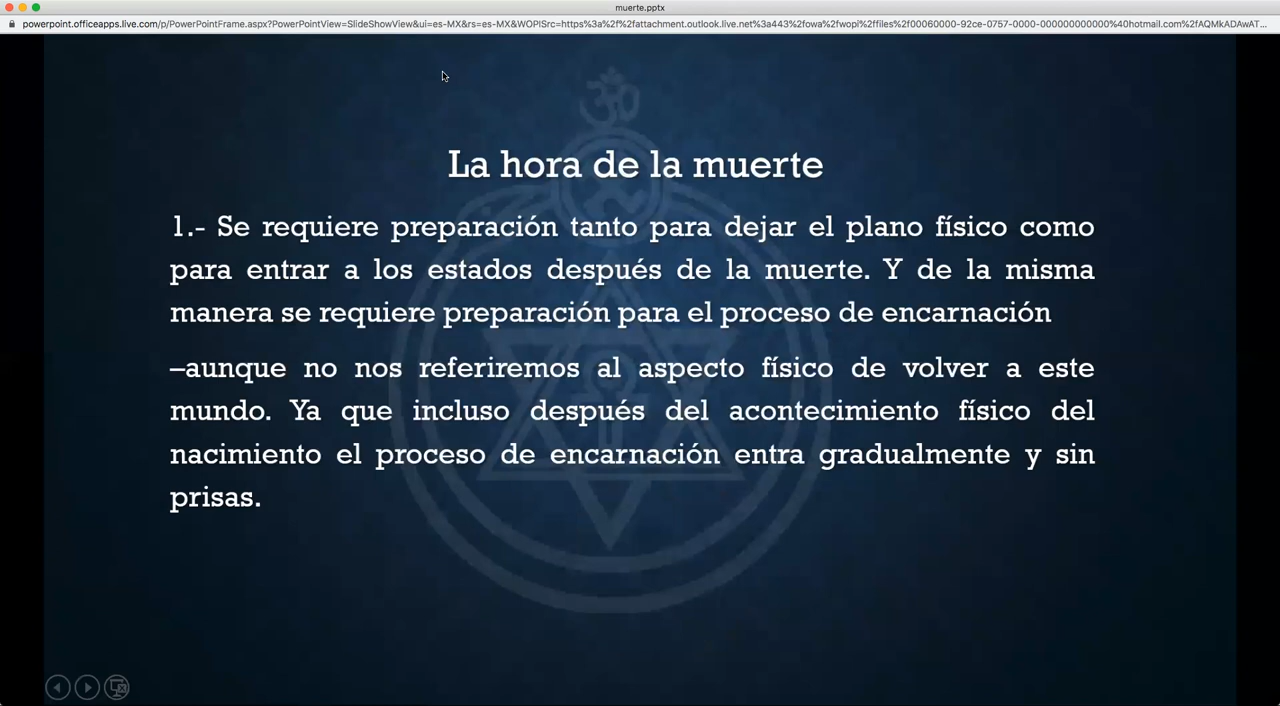 muerte.pptx
powerpoint.officeapps.live.com/p/PowerPointFrame.aspx?PowerPointView=SlideShowView&ui=es-MX&rs=es-MX&WOPISrc=https%3a%2f%2fattachment.outlook.live.net%3a443%2fowa%2fwopi%2ffiles%2f00060000-92ce-0757-0000-000000000000%40hotmail.com%2fAQMkADAwAT...
ॐ
La hora de la muerte
1.- Se requiere preparación tanto para dejar el plano físico como
para entrar a los estados después de la muerte. Y de la misma
manera se requiere preparación para el proceso de encarnación
–aunque no nos referiremos al aspecto físico de volver a este
mundo. Ya que incluso después del acontecimiento físico del
nacimiento el proceso de encarnación entra gradualmente y sin
prisas.